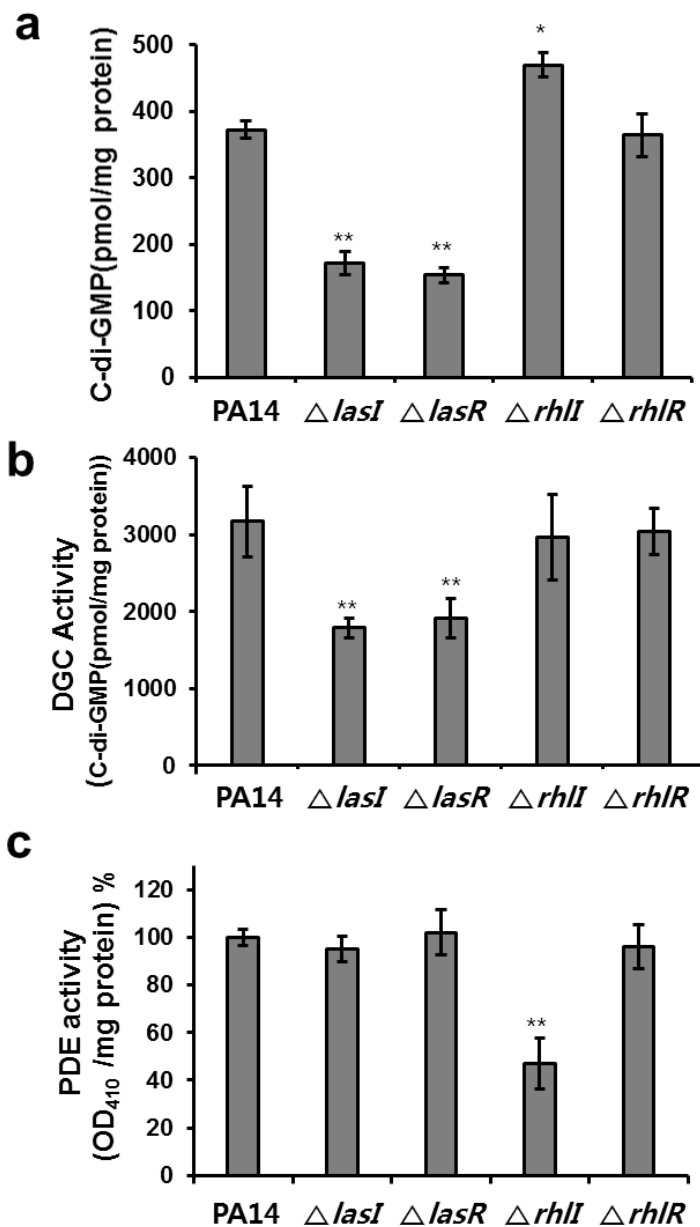 a
C-di-GMP(pmol/mg protein)
500
400
300
200
100
0
**
**
*
PA14 △lasI △lasR △rhlI △rhlR
b
DGC Activity
(C-di-GMP(pmol/mg protein))
4000
3000
2000
1000
0
**
**
PA14 △lasI △lasR △rhlI △rhlR
c
PDE activity
(OD410 /mg protein) %
120
100
80
60
40
20
0
**
PA14 △lasI △lasR △rhlI △rhlR